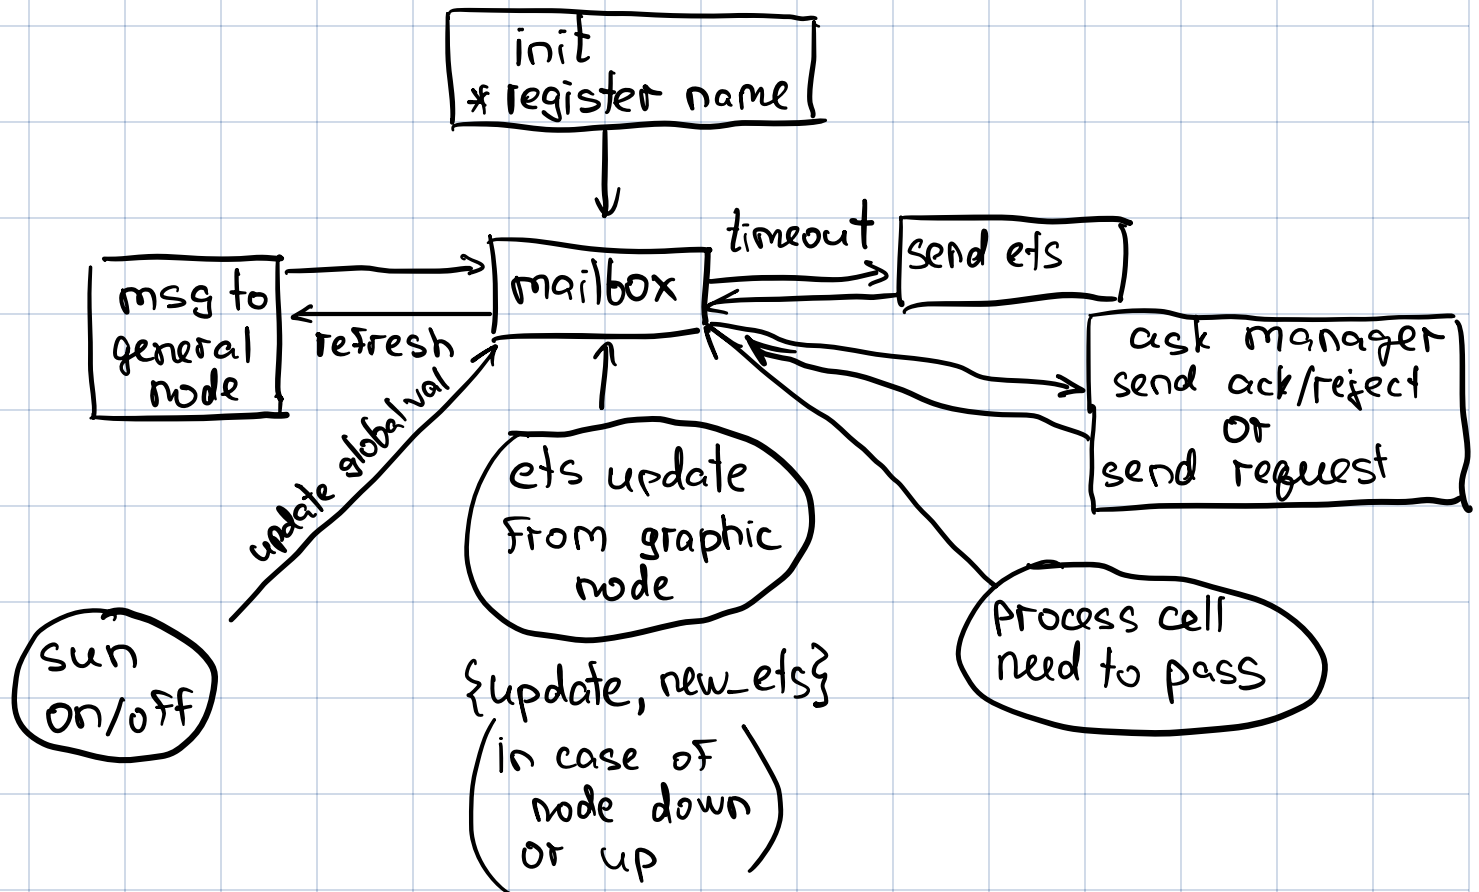 init
* register name
timeout
send ets
mailbox
msg to
general
node
refresh
ask manager
send ack/reject
or
send request
update global val
ets update
from graphic
node
process cell
need to pass
sun
on/off
{update, new_ets}
(in case of
node down
or up)